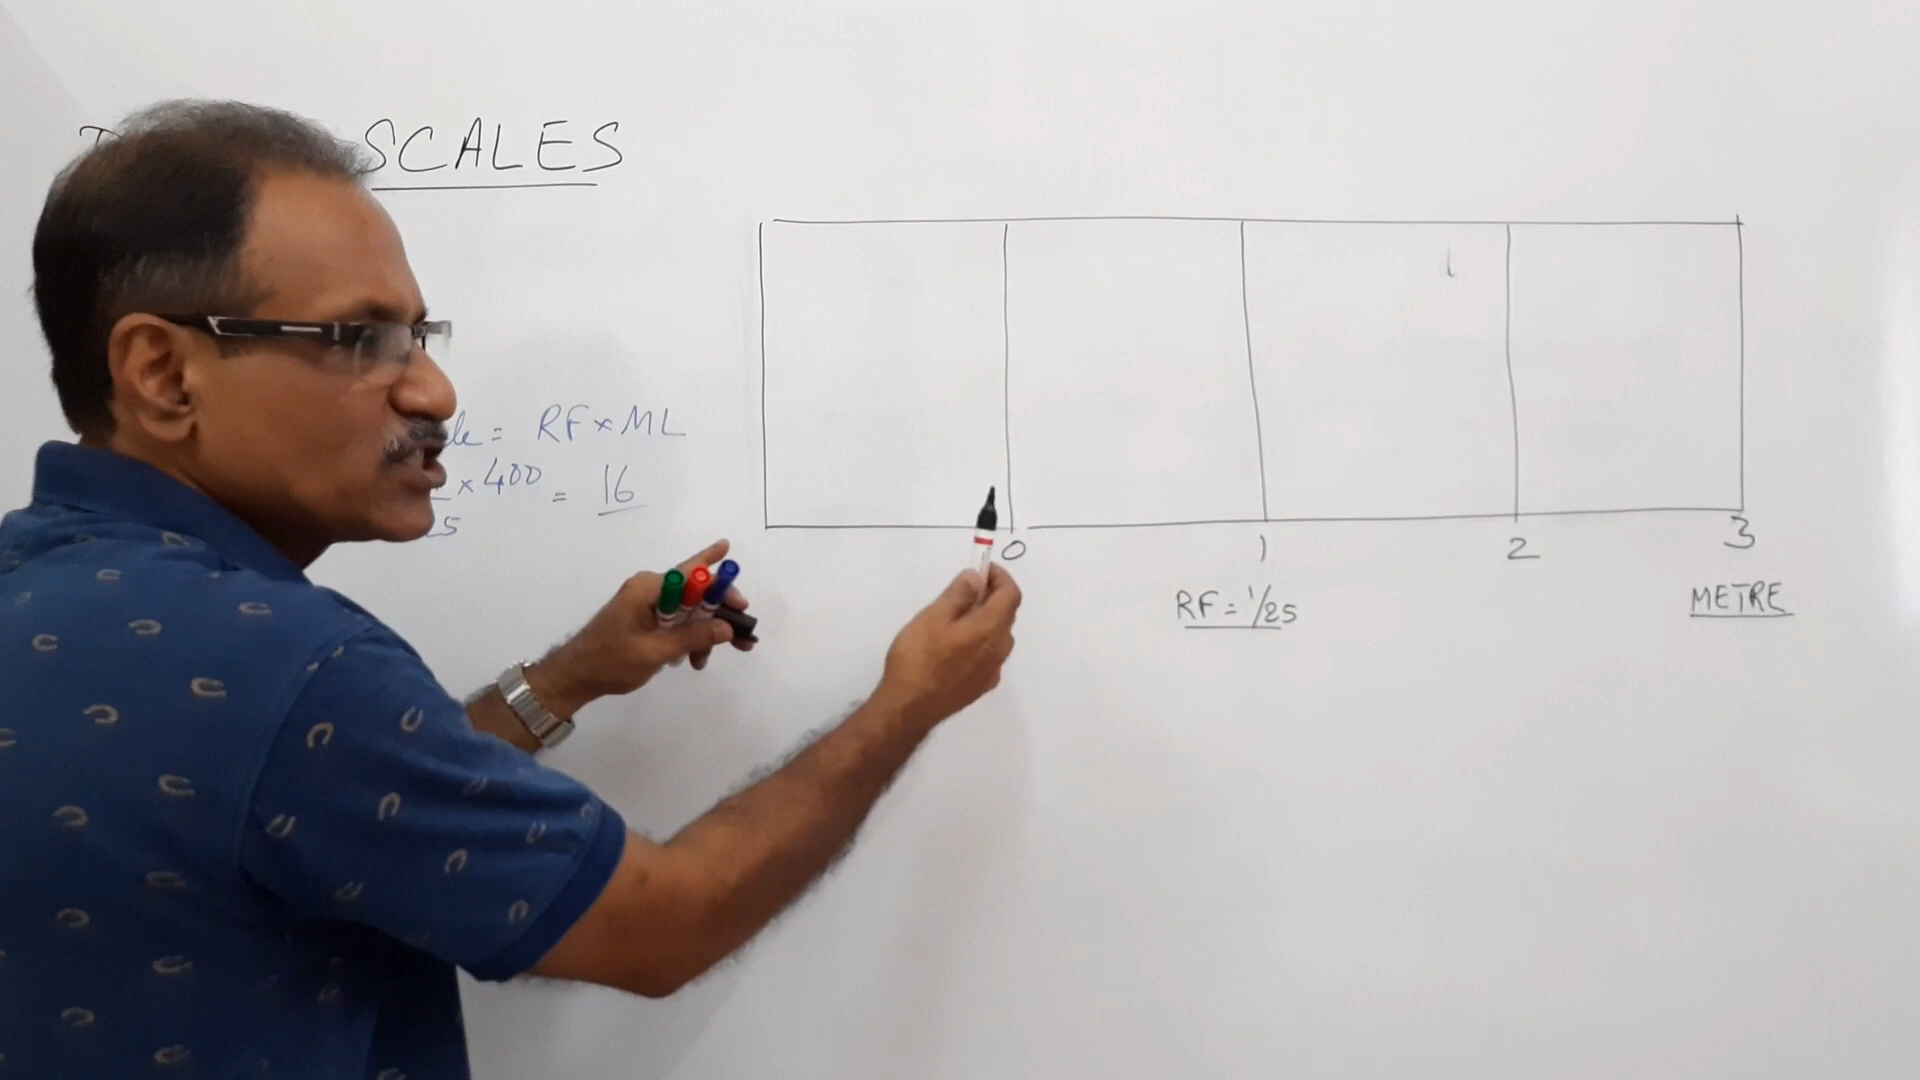 SCALES
= RF × ML
× 400 = 16
0 1 2 3
RF = 1/25
METRE